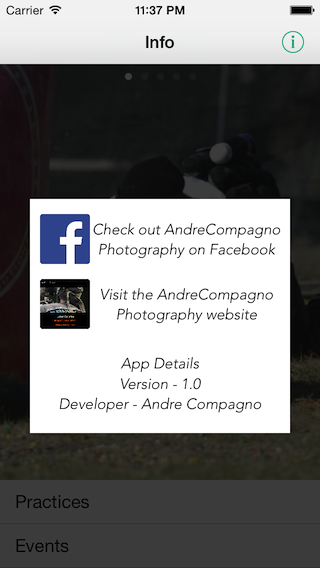 Carrier 11:37 PM
Info
Check out AndreCompagno
Photography on Facebook
Visit the AndreCompagno
Photography website
App Details
Version - 1.0
Developer - Andre Compagno
Practices
Events